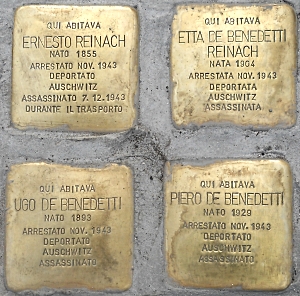 QUI ABITAVA
ERNESTO REINACH
NATO 1855
ARRESTATO NOV. 1943
DEPORTATO
AUSCHWITZ
ASSASSINATO 7.12.1943
DURANTE IL TRASPORTO
QUI ABITAVA
ETTA DE BENEDETTI
REINACH
NATA 1904
ARRESTATA NOV. 1943
DEPORTATA
AUSCHWITZ
ASSASSINATA
QUI ABITAVA
UGO DE BENEDETTI
NATO 1893
ARRESTATO NOV. 1943
DEPORTATO
AUSCHWITZ
ASSASSINATO
QUI ABITAVA
PIERO DE BENEDETTI
NATO 1929
ARRESTATO NOV. 1943
DEPORTATO
AUSCHWITZ
ASSASSINATO